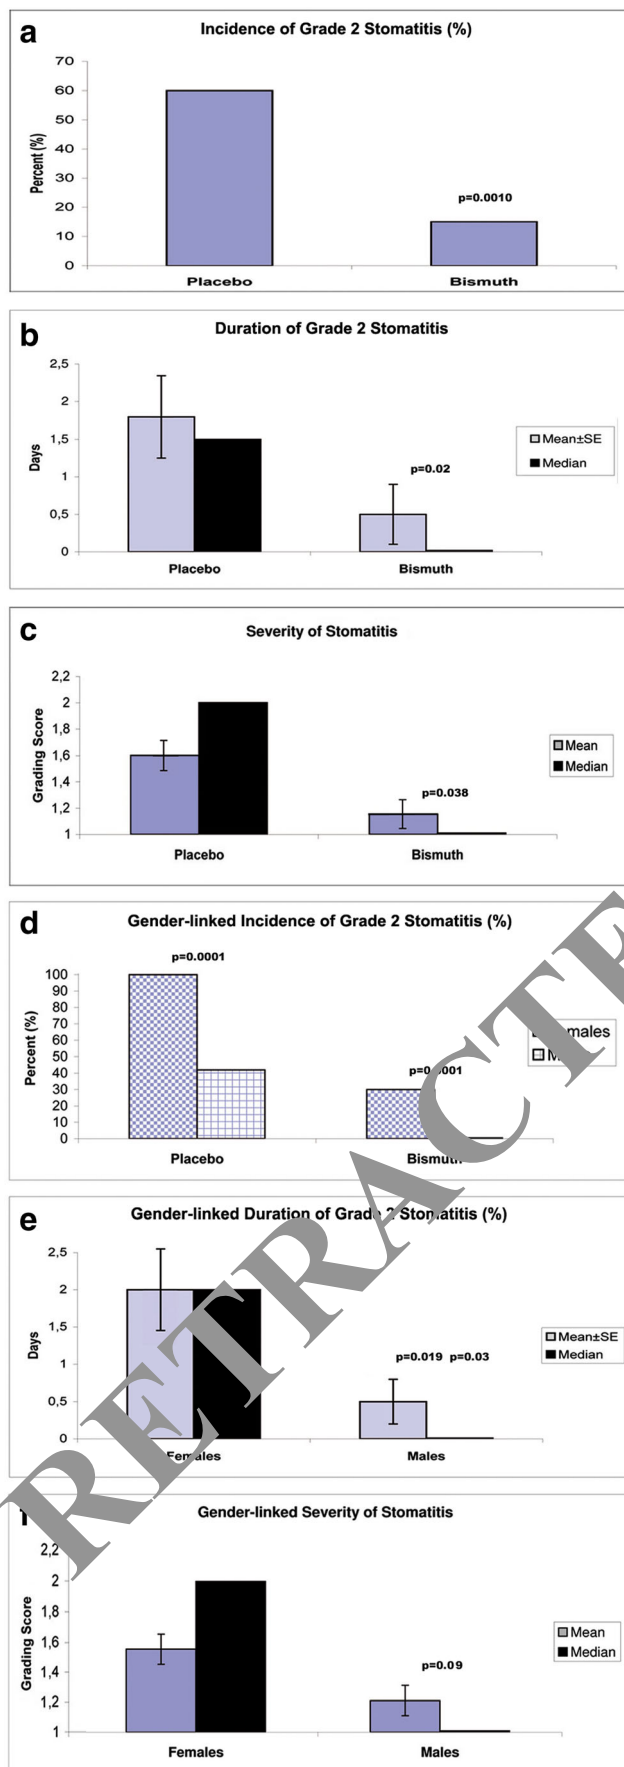 a
Incidence of Grade 2 Stomatitis (%)
70
60
50
40
30
20
10
0
Percent (%)
p=0.0010
Placebo Bismuth
b
Duration of Grade 2 Stomatitis
2,5
2
1,5
1
0,5
0
Days
Mean±SE
Median
p=0.02
Placebo Bismuth
c
Severity of Stomatitis
2,2
2
1,8
1,6
1,4
1,2
1
Grading Score
Mean
Median
p=0.038
Placebo Bismuth
d
Gender-linked Incidence of Grade 2 Stomatitis (%)
p=0.0001
100
90
80
70
60
50
40
30
20
10
0
Percent (%)
Placebo Bismuth
e
Gender-linked Duration of Grade 2 Stomatitis (%)
2,5
2
1,5
1
0,5
0
Days
Mean±SE
Median
p=0.019 p=0.03
Females Males
Gender-linked Severity of Stomatitis
2,2
2
1,8
1,6
1,4
1,2
1
Grading Score
Mean
Median
p=0.09
Females Males